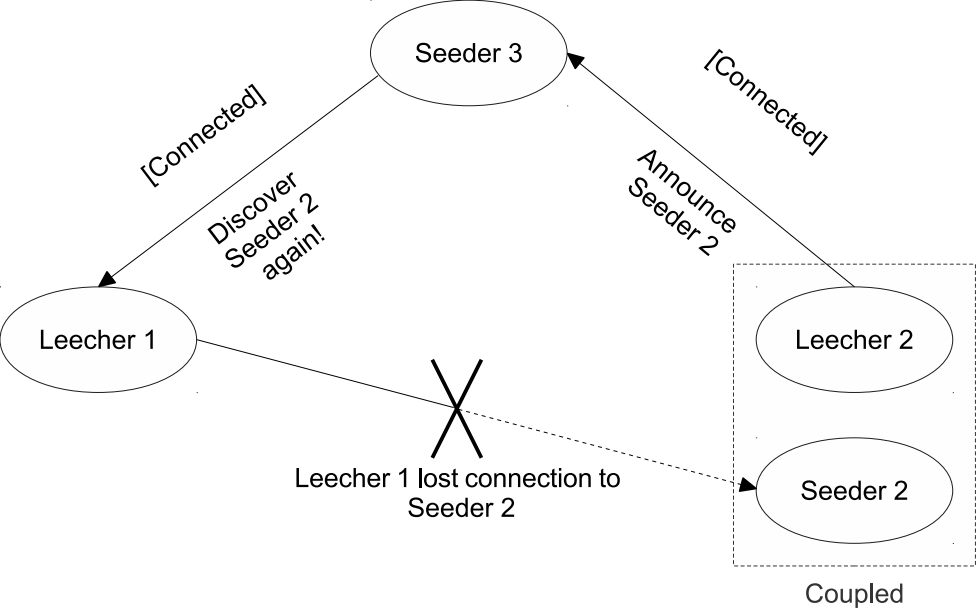 Seeder 3
[Connected]
[Connected]
Discover
Seeder 2
again!
Announce
Seeder 2
Leecher 1
Leecher 2
Leecher 1 lost connection to
Seeder 2
Seeder 2
Coupled